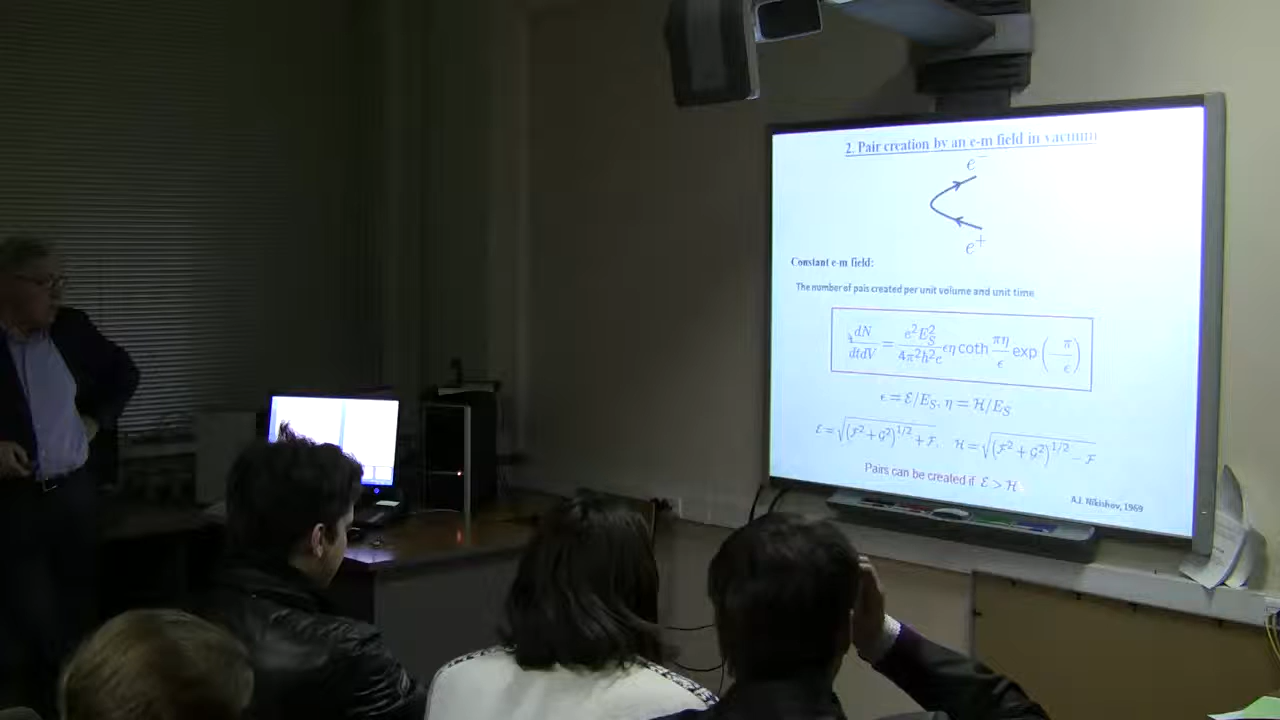 2. Pair creation by an e-m field in vacuum
e⁻
e⁺
Constant e-m field:
The number of pais created per unit volume and unit time
dN/dtdV = e²E_S²/4π²ħ²c εη coth πη/ε exp(−π/ε)
ε = ℰ/E_S, η = ℋ/E_S
ℰ = √((ℱ² + 𝒢²)^1/2 + ℱ, ℋ = √((ℱ² + 𝒢²)^1/2 − ℱ
Pairs can be created if ℰ > ℋ
A.I. Nikishov, 1969